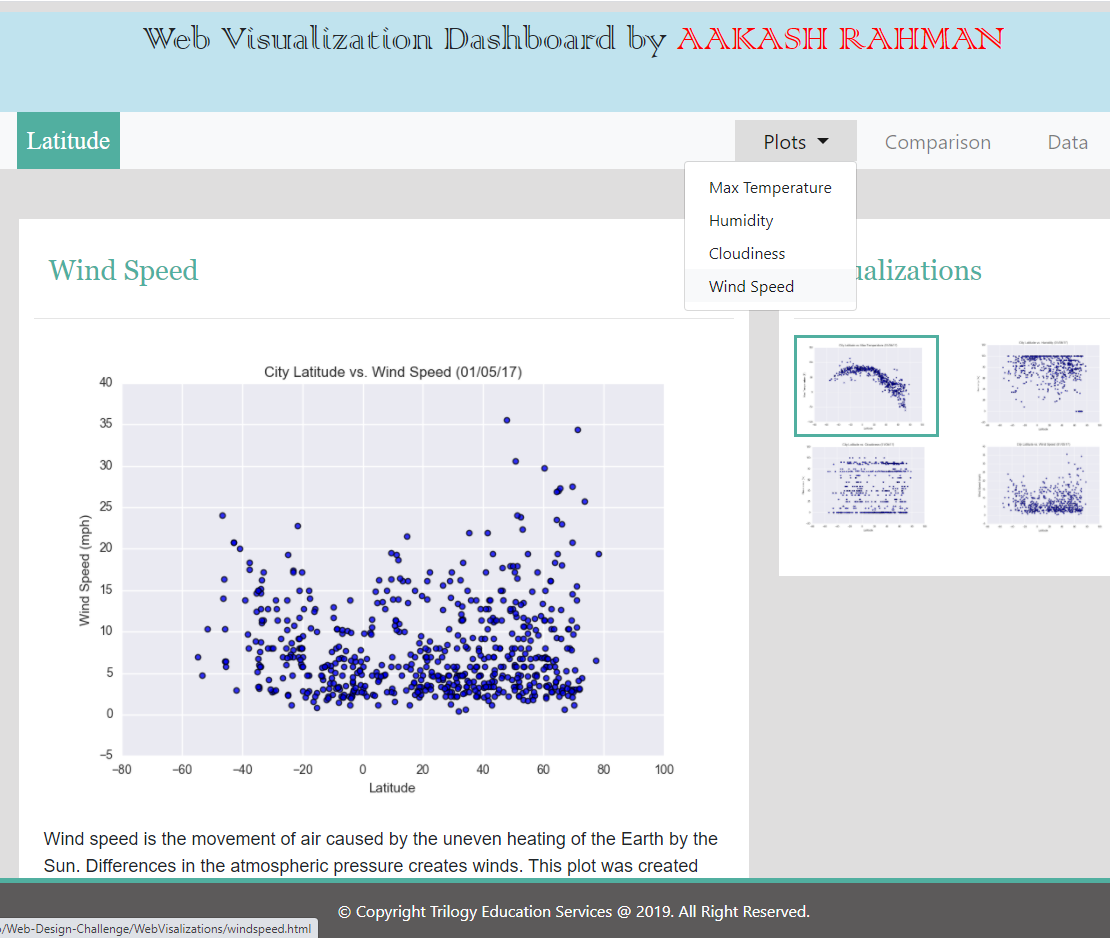 Web Visualization Dashboard by AAKASH RAHMAN
Latitude
Plots
Comparison
Data
Max Temperature
Humidity
Cloudiness
Wind Speed
Wind Speed
ualizations
City Latitude vs. Wind Speed (01/05/17)
40
35
30
25
20
15
10
5
0
−5
Wind Speed (mph)
−80 −60 −40 −20 0 20 40 60 80 100
Latitude
Wind speed is the movement of air caused by the uneven heating of the Earth by the
Sun. Differences in the atmospheric pressure creates winds. This plot was created
© Copyright Trilogy Education Services @ 2019. All Right Reserved.
/Web-Design-Challenge/WebVisalizations/windspeed.html